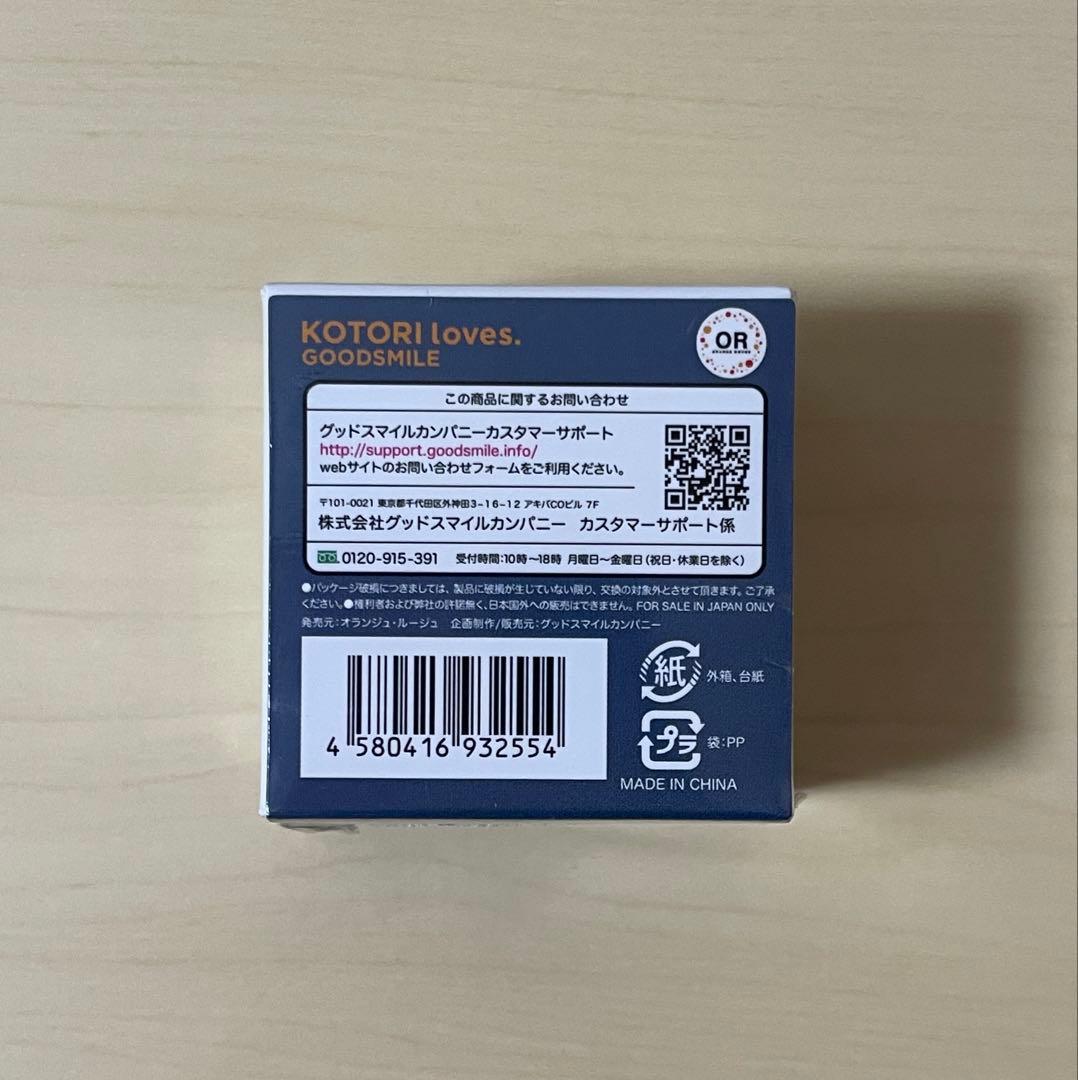 KOTORI loves.
GOODSMILE
OR
ORANGE ROUGE
この商品に関するお問い合わせ
グッドスマイルカンパニーカスタマーサポート
http://support.goodsmile.info/
webサイトのお問い合わせフォームをご利用ください。
〒101-0021 東京都千代田区外神田3-16-12 アキバCOビル 7F
株式会社グッドスマイルカンパニー カスタマーサポート係
0120-915-391 受付時間:10時〜18時 月曜日〜金曜日(祝日・休業日を除く)
●パッケージ破損につきましては、製品に破損が生じていない限り、交換の対象外とさせて頂きます。ご了承
ください。●権利者および弊社の許諾無く、日本国外への販売はできません。FOR SALE IN JAPAN ONLY
発売元:オランジュ・ルージュ 企画制作/販売元:グッドスマイルカンパニー
紙 外箱、台紙
プラ 袋:PP
4 580416 932554
MADE IN CHINA